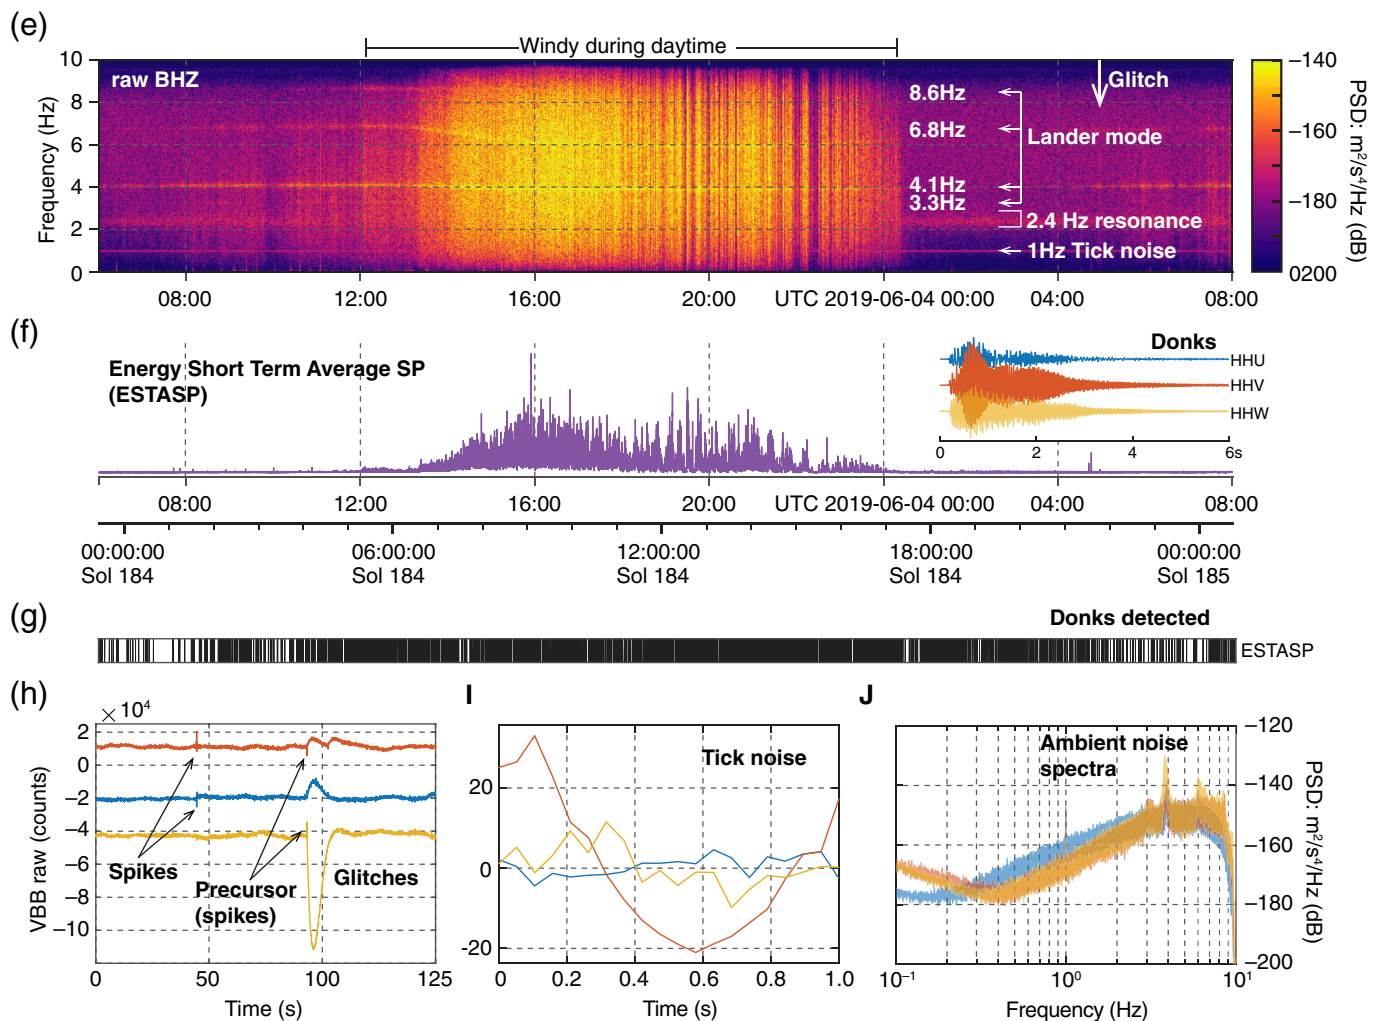 (e)
Windy during daytime
raw BHZ
Glitch
8.6Hz
6.8Hz
Lander mode
4.1Hz
3.3Hz
2.4 Hz resonance
1Hz Tick noise
10
8
6
4
2
0
Frequency (Hz)
08:00 12:00 16:00 20:00 UTC 2019-06-04 00:00 04:00 08:00
−140
−160
−180
0200
PSD: m²/s/⁴/Hz (dB)
(f)
Energy Short Term Average SP
(ESTASP)
Donks
HHU
HHV
HHW
0 2 4 6s
08:00 12:00 16:00 20:00 UTC 2019-06-04 00:00 04:00 08:00
00:00:00 06:00:00 12:00:00 18:00:00 00:00:00
Sol 184 Sol 184 Sol 184 Sol 184 Sol 185
(g)
Donks detected
ESTASP
(h)
× 10⁴
2
0
−2
−4
−6
−8
−10
VBB raw (counts)
Spikes
Precursor
(spikes)
Glitches
0 50 100 125
Time (s)
I
Tick noise
20
0
-20
0 0.2 0.4 0.6 0.8 1.0
Time (s)
J
Ambient noise
spectra
−120
−140
−160
−180
−200
PSD: m²/s/⁴/Hz (dB)
10⁻¹ 10⁰ 10¹
Frequency (Hz)